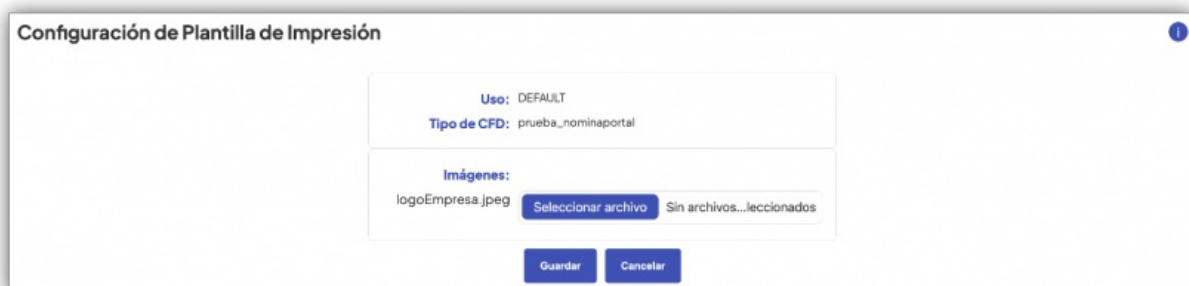 Configuración de Plantilla de Impresión
i
Uso: DEFAULT
Tipo de CFD: prueba_nominaportal
Imágenes:
logoEmpresa.jpeg Seleccionar archivo Sin archivos...leccionados
Guardar Cancelar